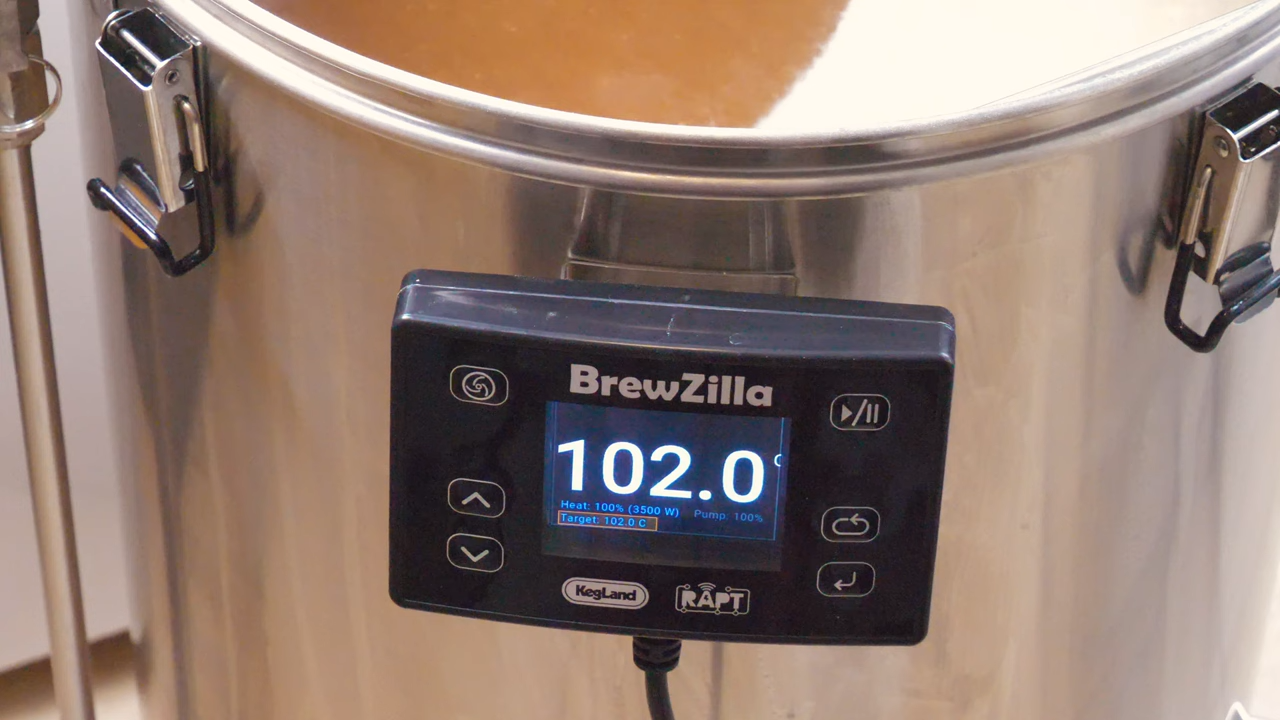 BrewZilla
102.0 C
Heat: 100% (3500 W) Pump: 100%
Target: 102.0 C
KegLand
RAPT